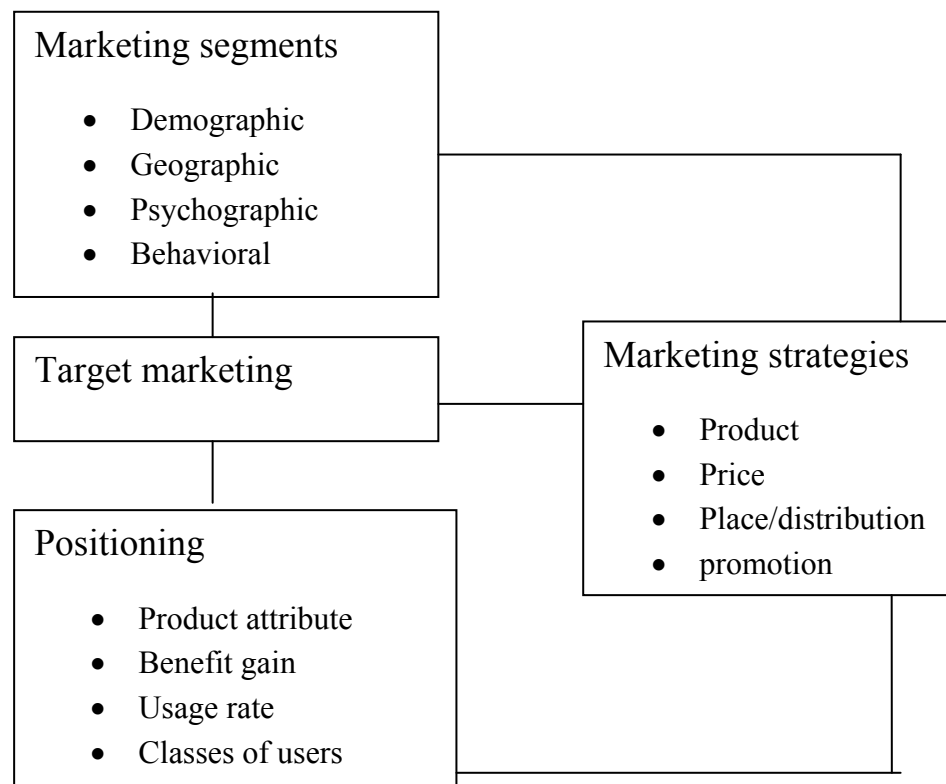 Marketing segments
• Demographic
• Geographic
• Psychographic
• Behavioral
Target marketing
Positioning
• Product attribute
• Benefit gain
• Usage rate
• Classes of users
Marketing strategies
• Product
• Price
• Place/distribution
• promotion